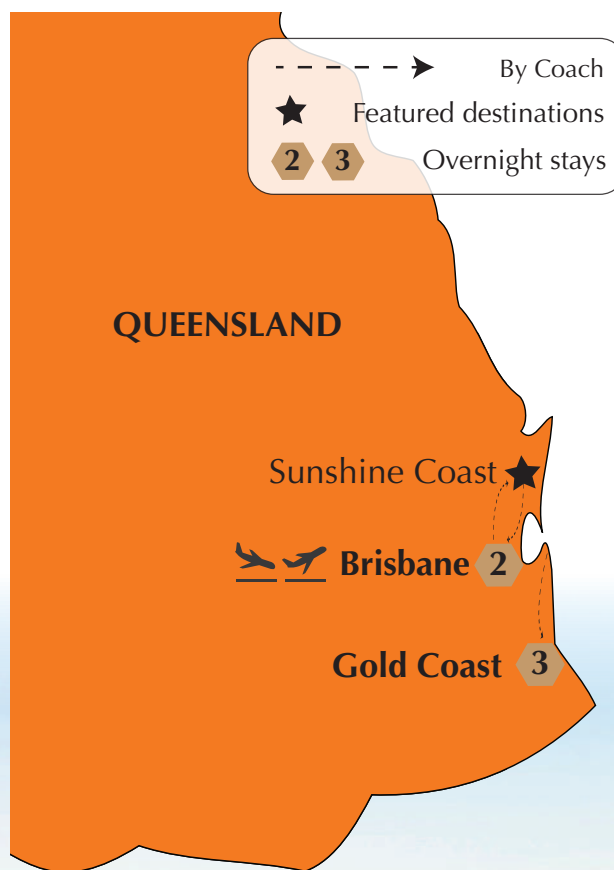 By Coach
Featured destinations
2 3 Overnight stays
QUEENSLAND
Sunshine Coast
Brisbane 2
Gold Coast 3